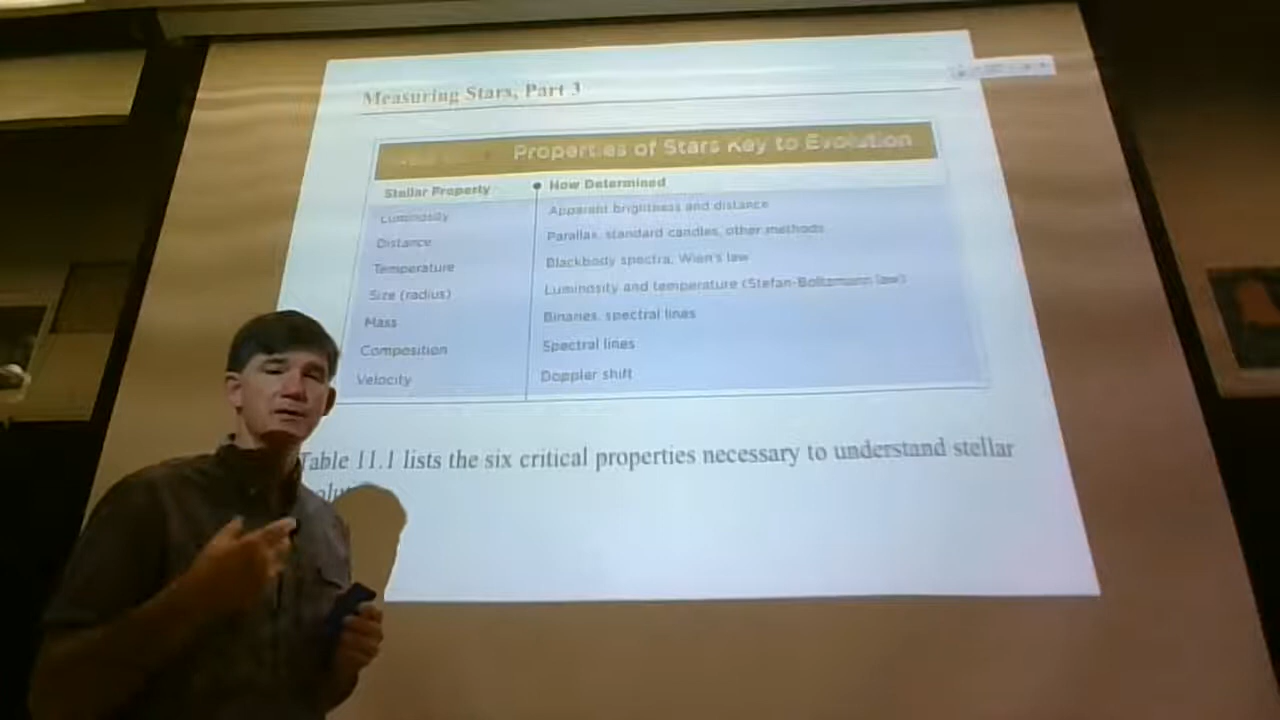 Measuring Stars, Part 3
Properties of Stars Key to Evolution
Stellar Property How Determined
Luminosity Apparent brightness and distance
Distance Parallax, standard candles, other methods
Temperature Blackbody spectra, Wien's law
Size (radius) Luminosity and temperature (Stefan-Boltzmann law)
Mass Binaries, spectral lines
Composition Spectral lines
Velocity Doppler shift
Table 11.1 lists the six critical properties necessary to understand stellar